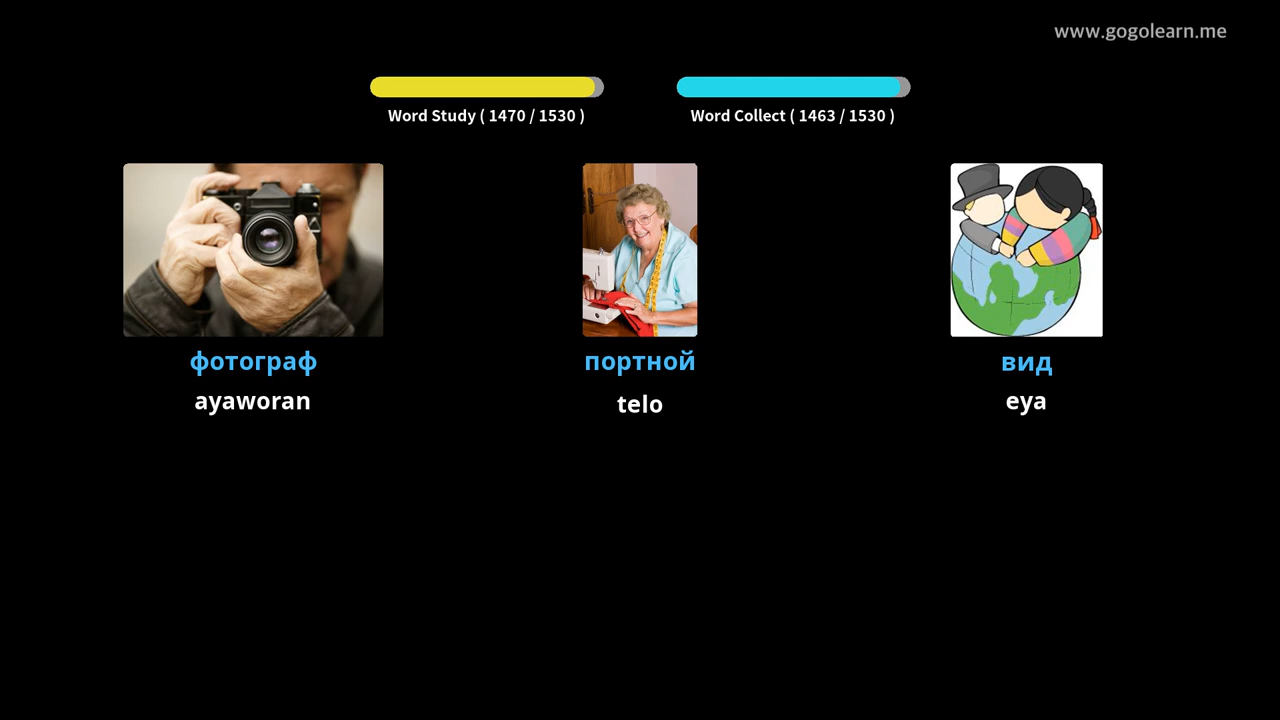 www.gogolearn.me
Word Study ( 1470 / 1530 )
Word Collect ( 1463 / 1530 )
фотограф
ayaworan
портной
telo
вид
eya